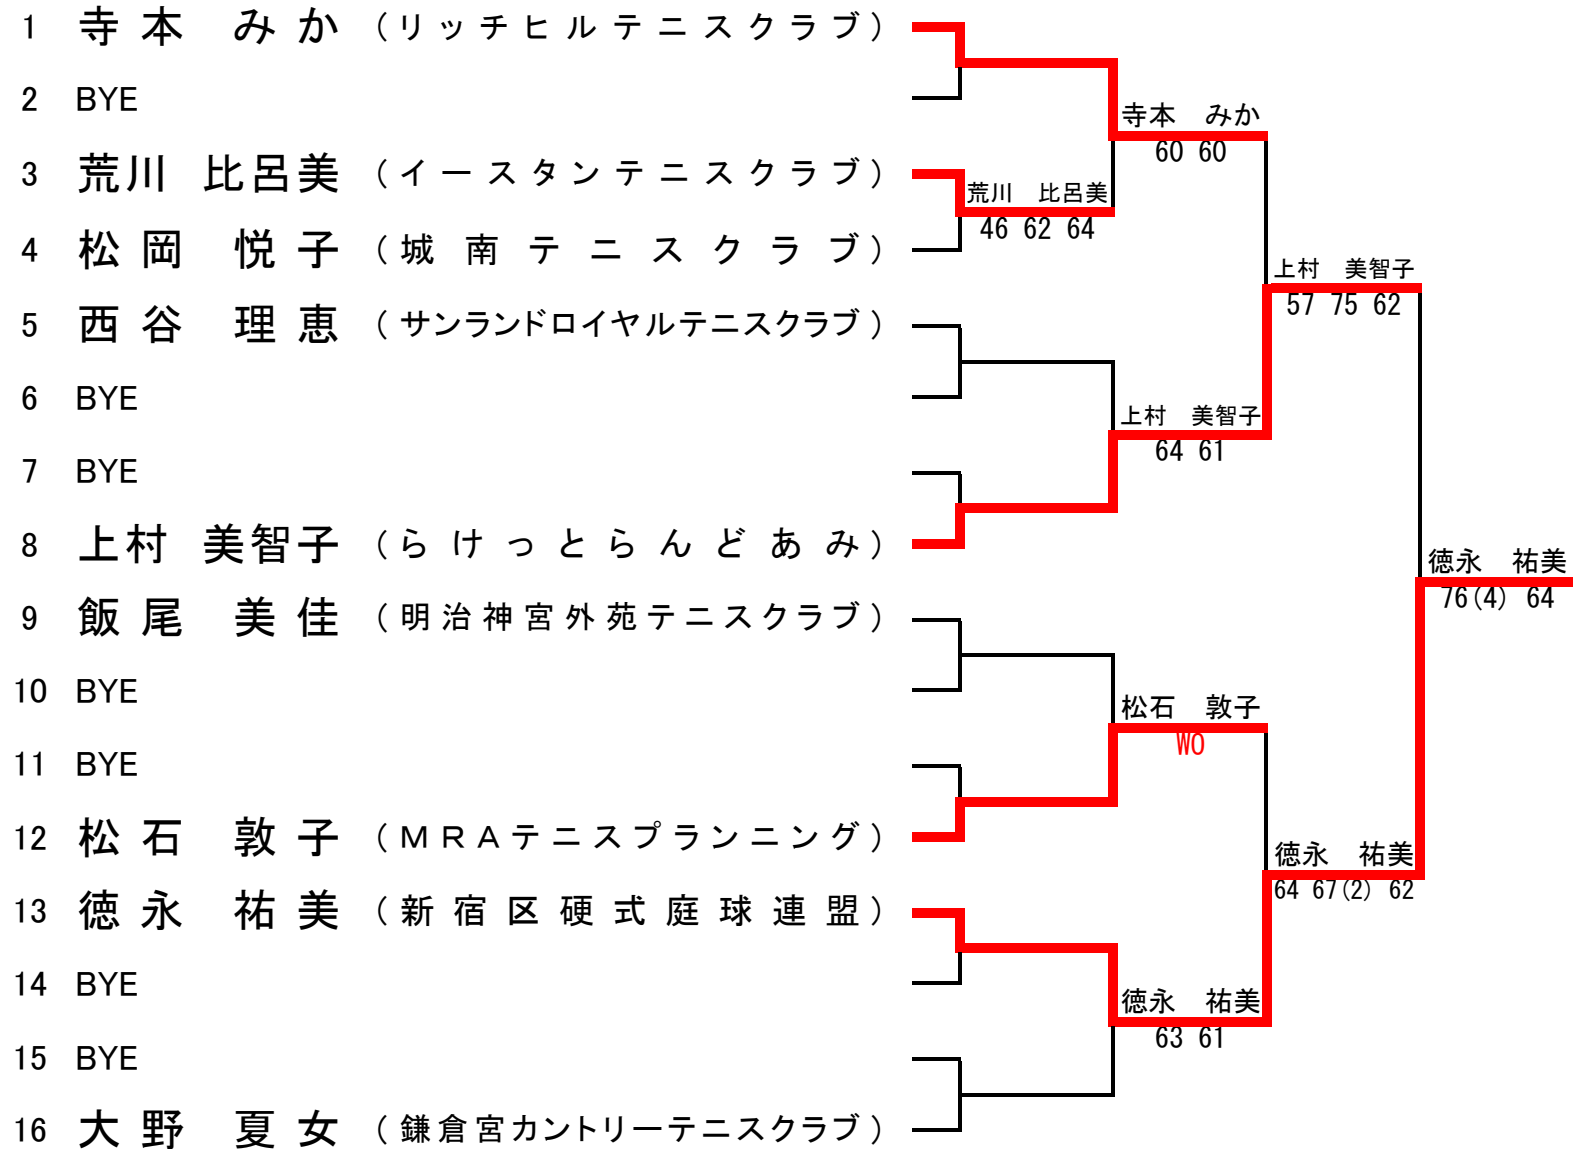 1 寺本 みか (リッチヒルテニスクラブ)
2 BYE
寺本 みか
60 60
3 荒川 比呂美 (イースタンテニスクラブ)
荒川 比呂美
46 62 64
4 松岡 悦子 (城南テニスクラブ)
上村 美智子
57 75 62
5 西谷 理恵 (サンランドロイヤルテニスクラブ)
6 BYE
上村 美智子
64 61
7 BYE
8 上村 美智子 (らけっとらんどあみ)
徳永 祐美
76(4) 64
9 飯尾 美佳 (明治神宮外苑テニスクラブ)
10 BYE
松石 敦子
WO
11 BYE
12 松石 敦子 (MRAテニスプランニング)
徳永 祐美
64 67(2) 62
13 徳永 祐美 (新宿区硬式庭球連盟)
14 BYE
徳永 祐美
63 61
15 BYE
16 大野 夏女 (鎌倉宮カントリーテニスクラブ)